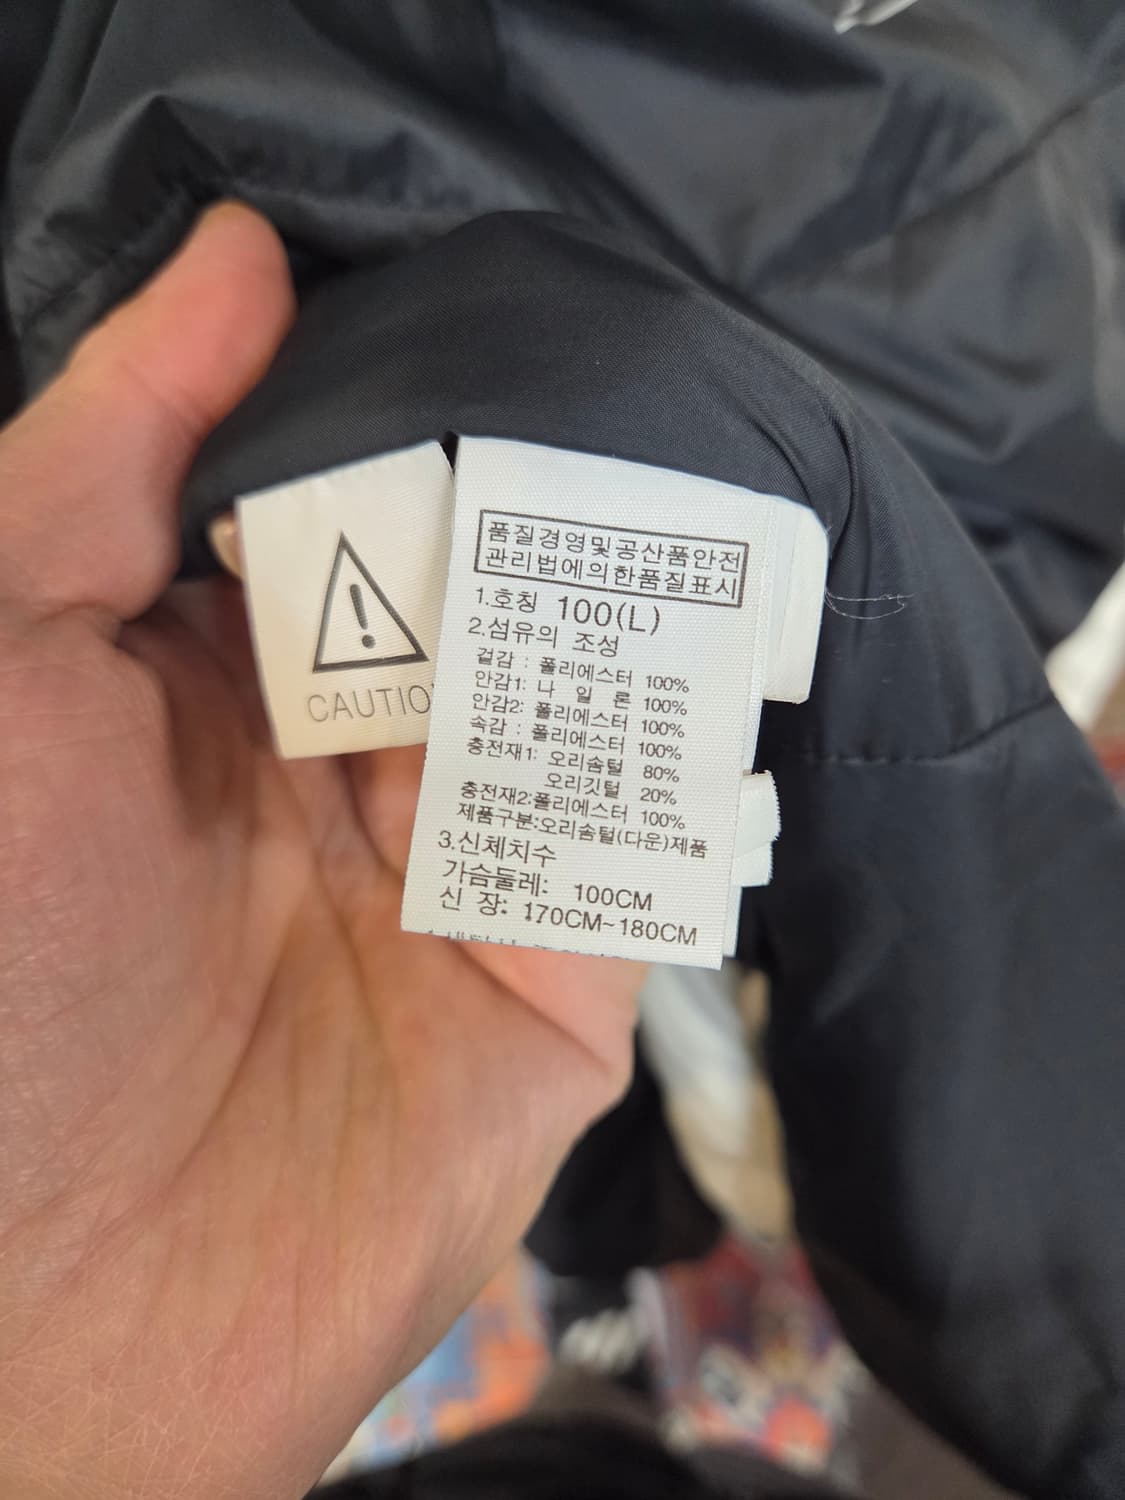 CAUTIO
품질경영및공산품안전
관리법에의한품질표시
1.호칭 100(L)
2.섬유의 조성
겉감 : 폴리에스터 100%
안감1: 나 일 론 100%
안감2: 폴리에스터 100%
속감 : 폴리에스터 100%
충전재1: 오리솜털 80%
오리깃털 20%
충전재2:폴리에스터 100%
제품구분:오리솜털(다운)제품
3.신체치수
가슴둘레: 100CM
신 장: 170CM~180CM